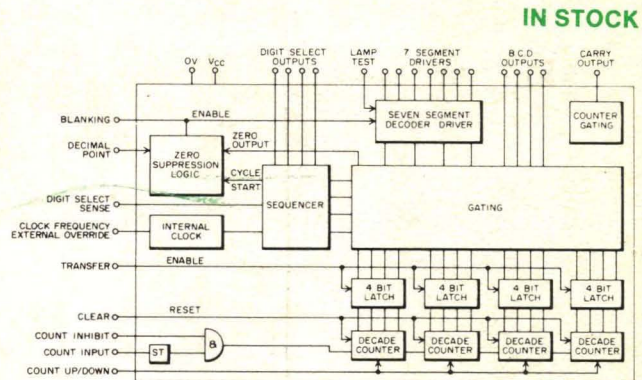 IN STOCK
DIGIT SELECT
OUTPUTS
LAMP
TEST
7 SEGMENT
DRIVERS
B.C.D
OUTPUTS
CARRY
OUTPUT
OV
VCC
BLANKING
ENABLE
SEVEN SEGMENT
DECODER DRIVER
COUNTER
GATING
DECIMAL
POINT
ZERO
SUPPRESSION
LOGIC
ZERO
OUTPUT
CYCLE
START
SEQUENCER
GATING
DIGIT SELECT
SENSE
CLOCK FREQUENCY
EXTERNAL OVERRIDE
INTERNAL
CLOCK
TRANSFER
ENABLE
4 BIT
LATCH
4 BIT
LATCH
4 BIT
LATCH
4 BIT
LATCH
CLEAR
RESET
COUNT INHIBIT
COUNT INPUT
ST
&
DECADE
COUNTER
DECADE
COUNTER
DECADE
COUNTER
DECADE
COUNTER
COUNT UP/DOWN